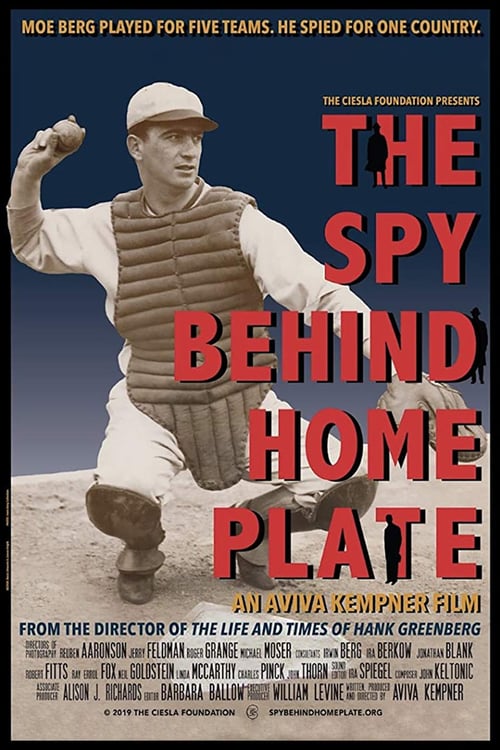 MOE BERG PLAYED FOR FIVE TEAMS. HE SPIED FOR ONE COUNTRY.
THE CIESLA FOUNDATION PRESENTS
THE
SPY
BEHIND
HOME
PLATE
AN AVIVA KEMPNER FILM
FROM THE DIRECTOR OF THE LIFE AND TIMES OF HANK GREENBERG
DIRECTORS OF PHOTOGRAPHY REUBEN AARONSON JERRY FELDMAN ROGER GRANGE MICHAEL MOSER CONSULTANTS IRWIN BERG IRA BERKOW JONATHAN BLANK
ROBERT FITTS RAY ERROL FOX NEIL GOLDSTEIN LINDA MCCARTHY CHARLES PINCK JOHN THORN SOUND EDITOR IRA SPIEGEL COMPOSER JOHN KELTONIC
ASSOCIATE PRODUCER ALISON J. RICHARDS EDITOR BARBARA BALLOW EXECUTIVE PRODUCER WILLIAM LEVINE WRITTEN, PRODUCED AND DIRECTED BY AVIVA KEMPNER
© 2019 THE CIESLA FOUNDATION SPYBEHINDHOMEPLATE.ORG